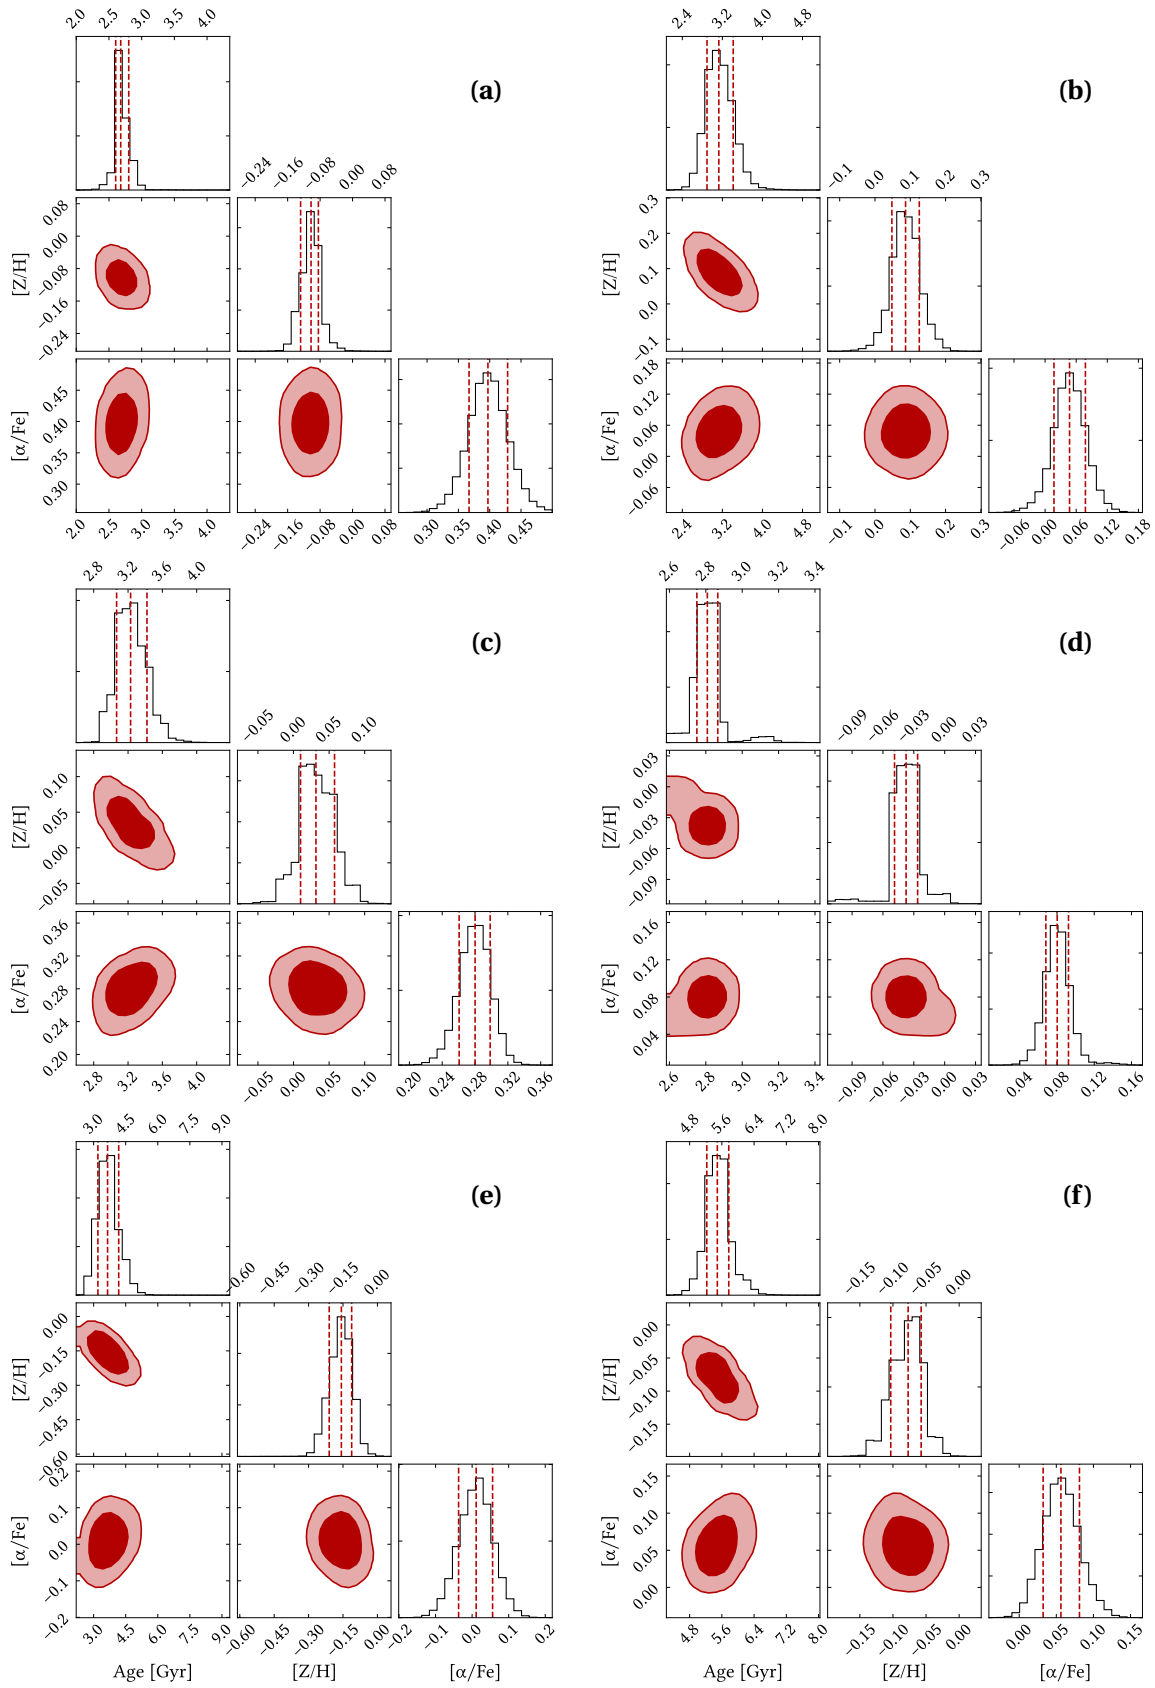 2.0 2.5 3.0 3.5 4.0
2.4 3.2 4.0 4.8
(a)
(b)
−0.24 −0.16 −0.08 0.00 0.08
−0.1 0.0 0.1 0.2 0.3
[Z/H]
0.08
0.00
−0.08
−0.16
−0.24
[Z/H]
0.3
0.2
0.1
0.0
−0.1
[α/Fe]
0.45
0.40
0.35
0.30
[α/Fe]
0.18
0.12
0.06
0.00
−0.06
2.0 2.5 3.0 3.5 4.0
−0.24 −0.16 −0.08 0.00 0.08
0.30 0.35 0.40 0.45
2.4 3.2 4.0 4.8
−0.1 0.0 0.1 0.2 0.3
−0.06 0.00 0.06 0.12 0.18
2.8 3.2 3.6 4.0
2.6 2.8 3.0 3.2 3.4
(c)
(d)
−0.05 0.00 0.05 0.10
−0.09 −0.06 −0.03 0.00 0.03
[Z/H]
0.10
0.05
0.00
−0.05
[Z/H]
0.03
0.00
−0.03
−0.06
−0.09
[α/Fe]
0.36
0.32
0.28
0.24
0.20
[α/Fe]
0.16
0.12
0.08
0.04
2.8 3.2 3.6 4.0
−0.05 0.00 0.05 0.10
0.20 0.24 0.28 0.32 0.36
2.6 2.8 3.0 3.2 3.4
−0.09 −0.06 −0.03 0.00 0.03
0.04 0.08 0.12 0.16
3.0 4.5 6.0 7.5 9.0
4.8 5.6 6.4 7.2 8.0
(e)
(f)
−0.60 −0.45 −0.30 −0.15 0.00
−0.15 −0.10 −0.05 0.00
[Z/H]
0.00
−0.15
−0.30
−0.45
−0.60
[Z/H]
0.00
−0.05
−0.10
−0.15
[α/Fe]
0.2
0.1
0.0
−0.1
−0.2
[α/Fe]
0.15
0.10
0.05
0.00
3.0 4.5 6.0 7.5 9.0
−0.60 −0.45 −0.30 −0.15 0.00
−0.2 −0.1 0.0 0.1 0.2
4.8 5.6 6.4 7.2 8.0
−0.15 −0.10 −0.05 0.00
0.00 0.05 0.10 0.15
Age [Gyr] [Z/H] [α/Fe]
Age [Gyr] [Z/H] [α/Fe]